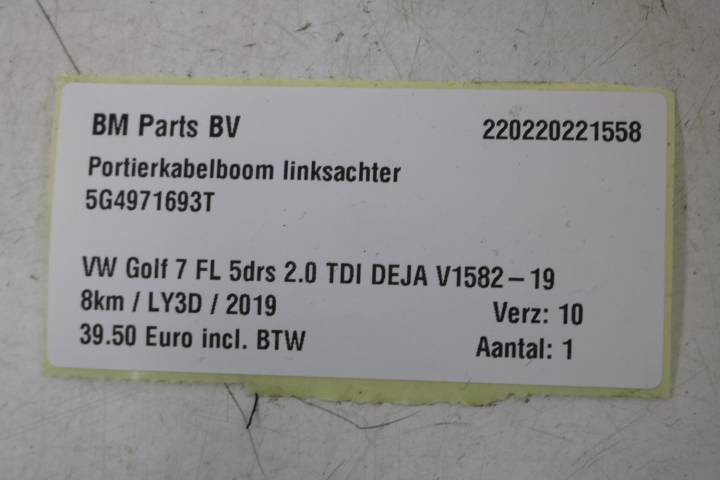 BM Parts BV 220220221558
Portierkabelboom linksachter
5G4971693T
VW Golf 7 FL 5drs 2.0 TDI DEJA V1582 – 19
8km / LY3D / 2019 Verz: 10
39.50 Euro incl. BTW Aantal: 1